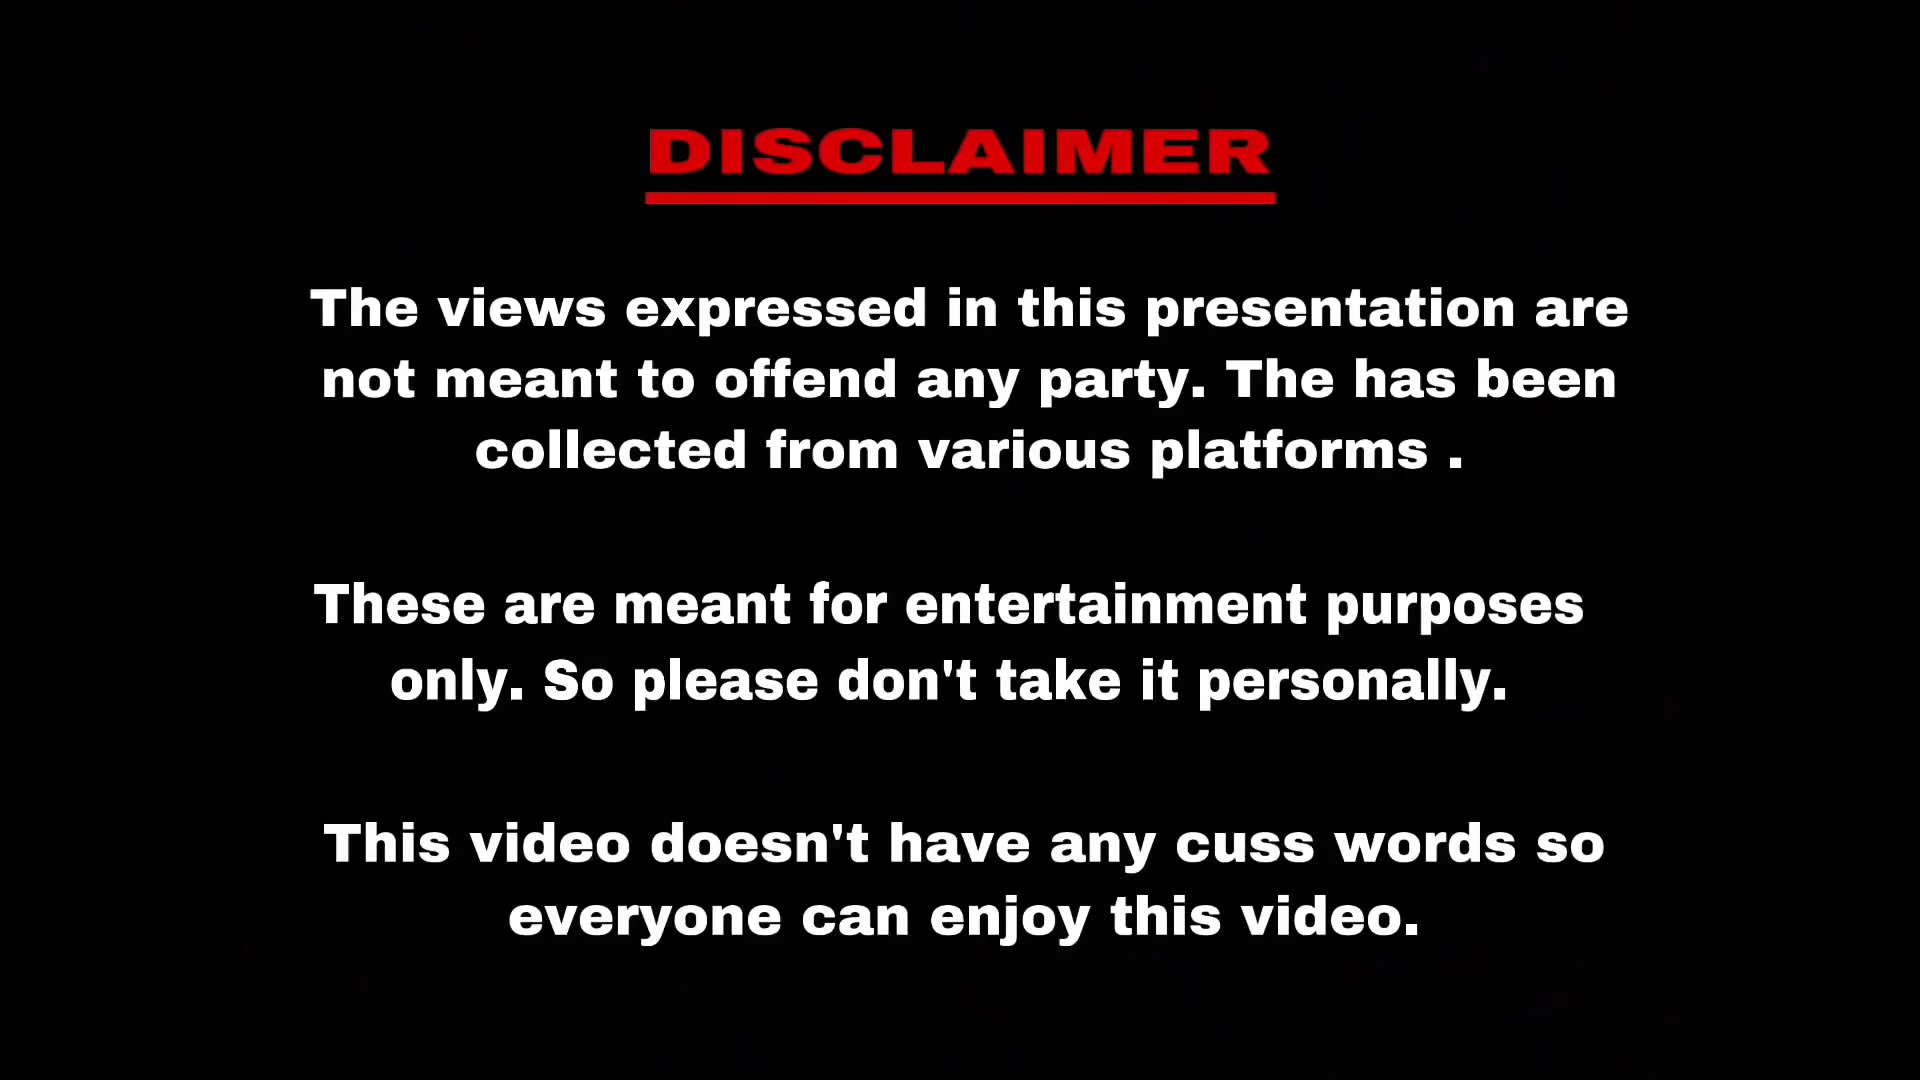 DISCLAIMER
The views expressed in this presentation are
not meant to offend any party. The has been
collected from various platforms .
These are meant for entertainment purposes
only. So please don't take it personally.
This video doesn't have any cuss words so
everyone can enjoy this video.